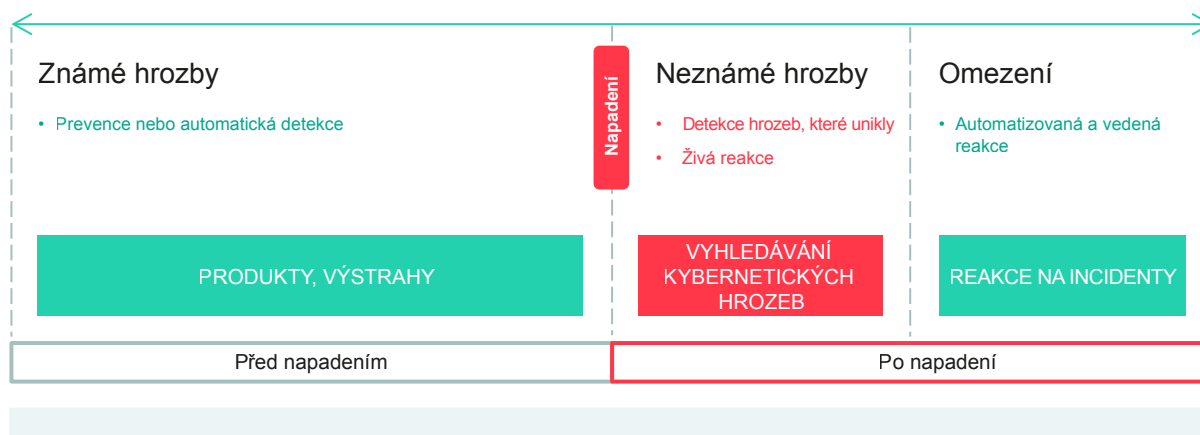 Známé hrozby
• Prevence nebo automatická detekce
PRODUKTY, VÝSTRAHY
Napadení
Neznámé hrozby
• Detekce hrozeb, které unikly
• Živá reakce
VYHLEDÁVÁNÍ
KYBERNETICKÝCH
HROZEB
Omezení
• Automatizovaná a vedená
reakce
REAKCE NA INCIDENTY
Před napadením
Po napadení